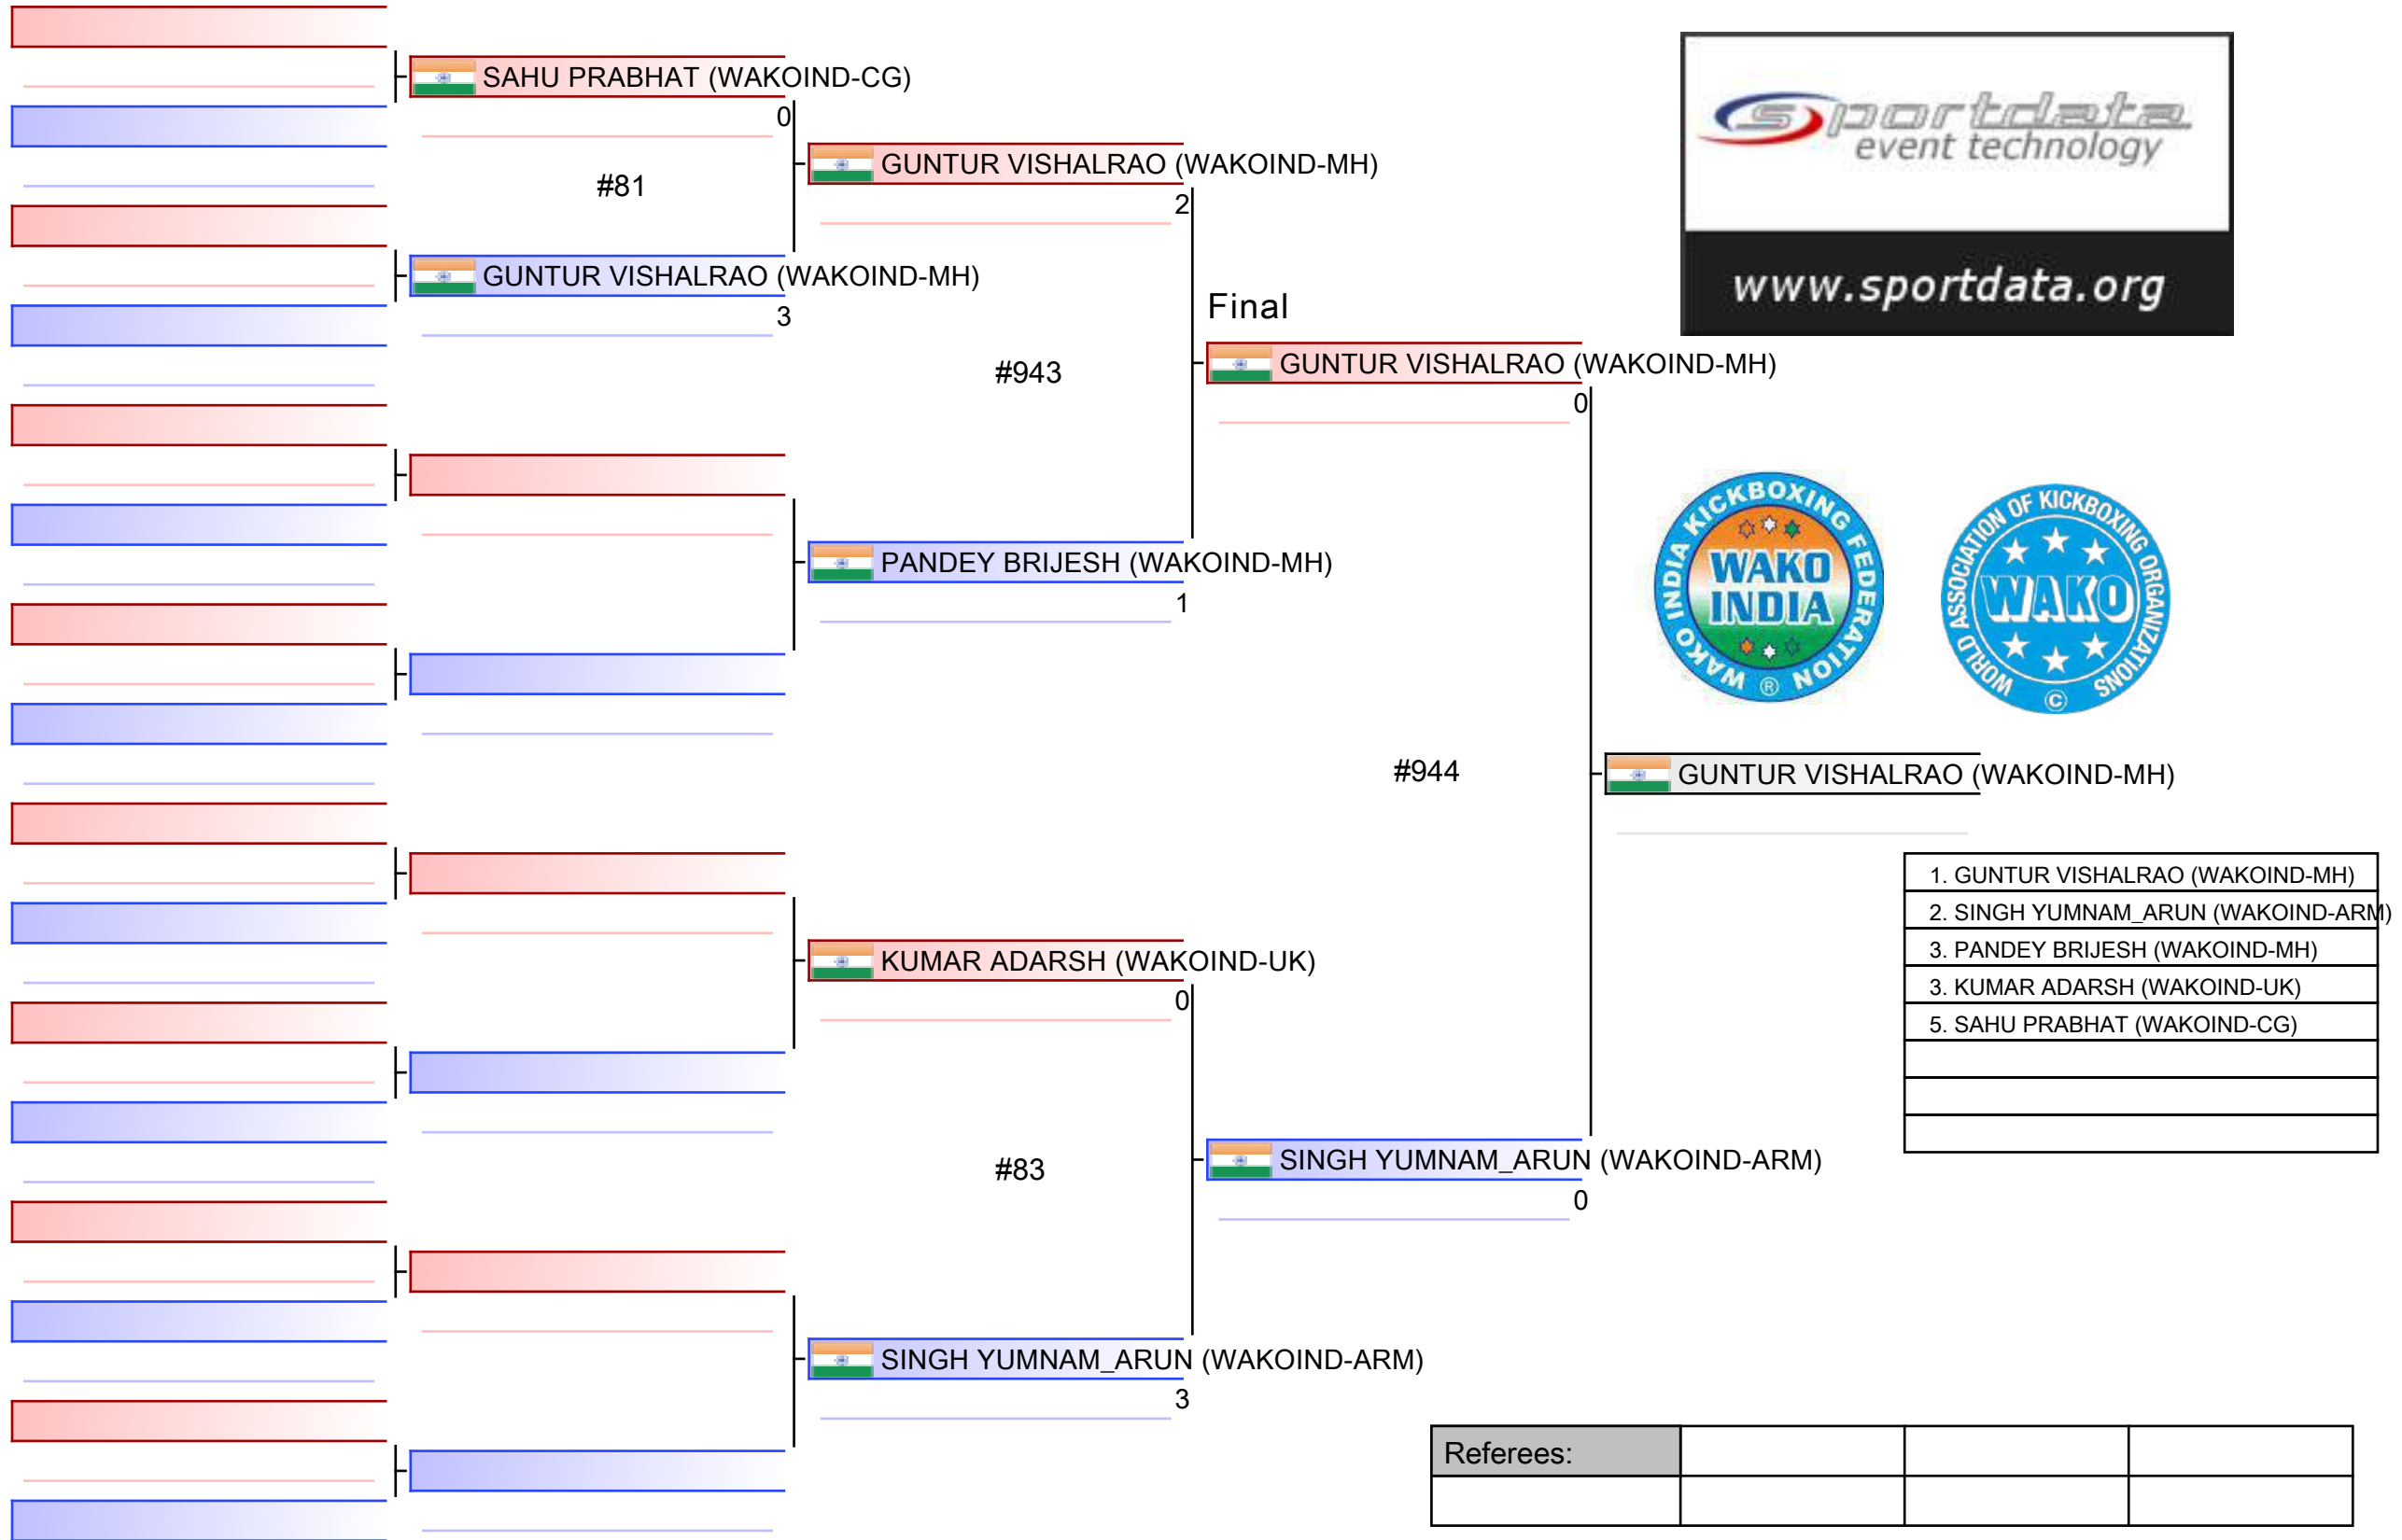 SAHU PRABHAT (WAKOIND-CG)
0
#81
GUNTUR VISHALRAO (WAKOIND-MH)
3
GUNTUR VISHALRAO (WAKOIND-MH)
2
#943
PANDEY BRIJESH (WAKOIND-MH)
1
KUMAR ADARSH (WAKOIND-UK)
0
#83
SINGH YUMNAM_ARUN (WAKOIND-ARM)
3
Final
GUNTUR VISHALRAO (WAKOIND-MH)
0
#944
SINGH YUMNAM_ARUN (WAKOIND-ARM)
0
GUNTUR VISHALRAO (WAKOIND-MH)
sportdata
event technology
www.sportdata.org
WAKO INDIA KICKBOXING FEDERATION
WAKO
INDIA
®
WORLD ASSOCIATION OF KICKBOXING ORGANIZATIONS
WAKO
©
1. GUNTUR VISHALRAO (WAKOIND-MH)
2. SINGH YUMNAM_ARUN (WAKOIND-ARM)
3. PANDEY BRIJESH (WAKOIND-MH)
3. KUMAR ADARSH (WAKOIND-UK)
5. SAHU PRABHAT (WAKOIND-CG)
Referees: